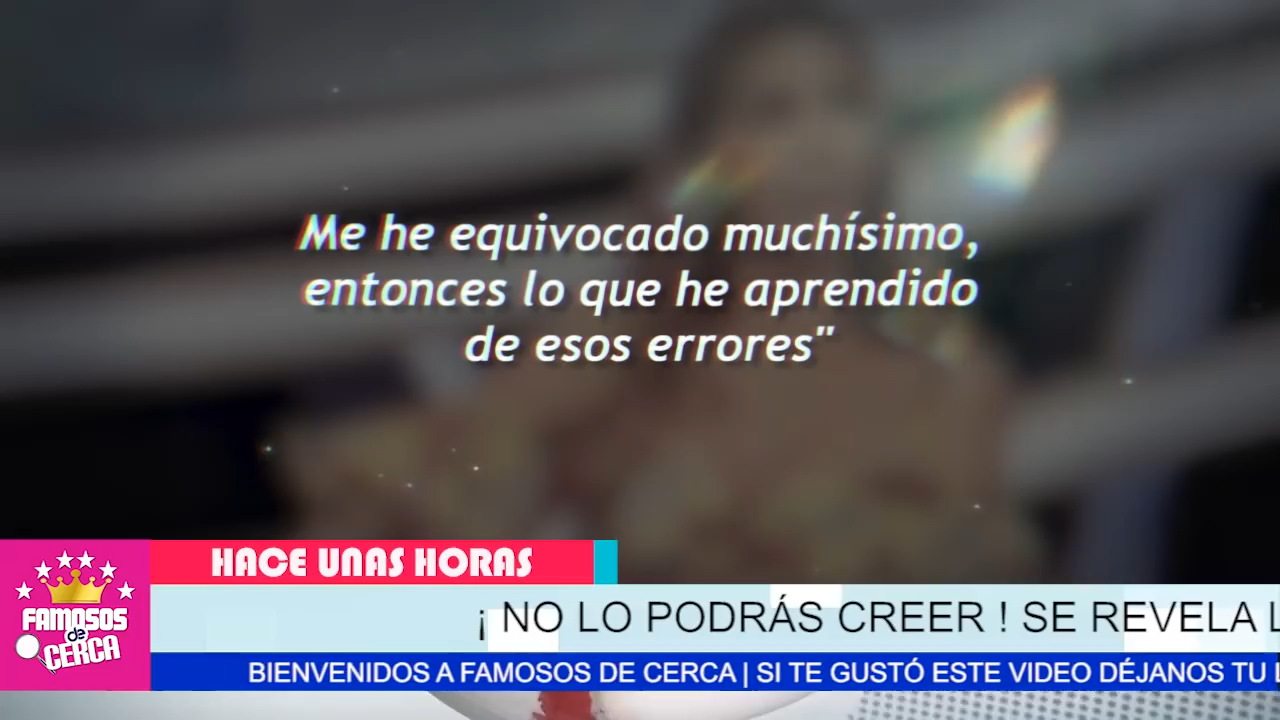 Me he equivocado muchísimo,
entonces lo que he aprendido
de esos errores"
HACE UNAS HORAS
FAMOSOS
de
CERCA
¡ NO LO PODRÁS CREER ! SE REVELA L
BIENVENIDOS A FAMOSOS DE CERCA | SI TE GUSTÓ ESTE VIDEO DÉJANOS TU L